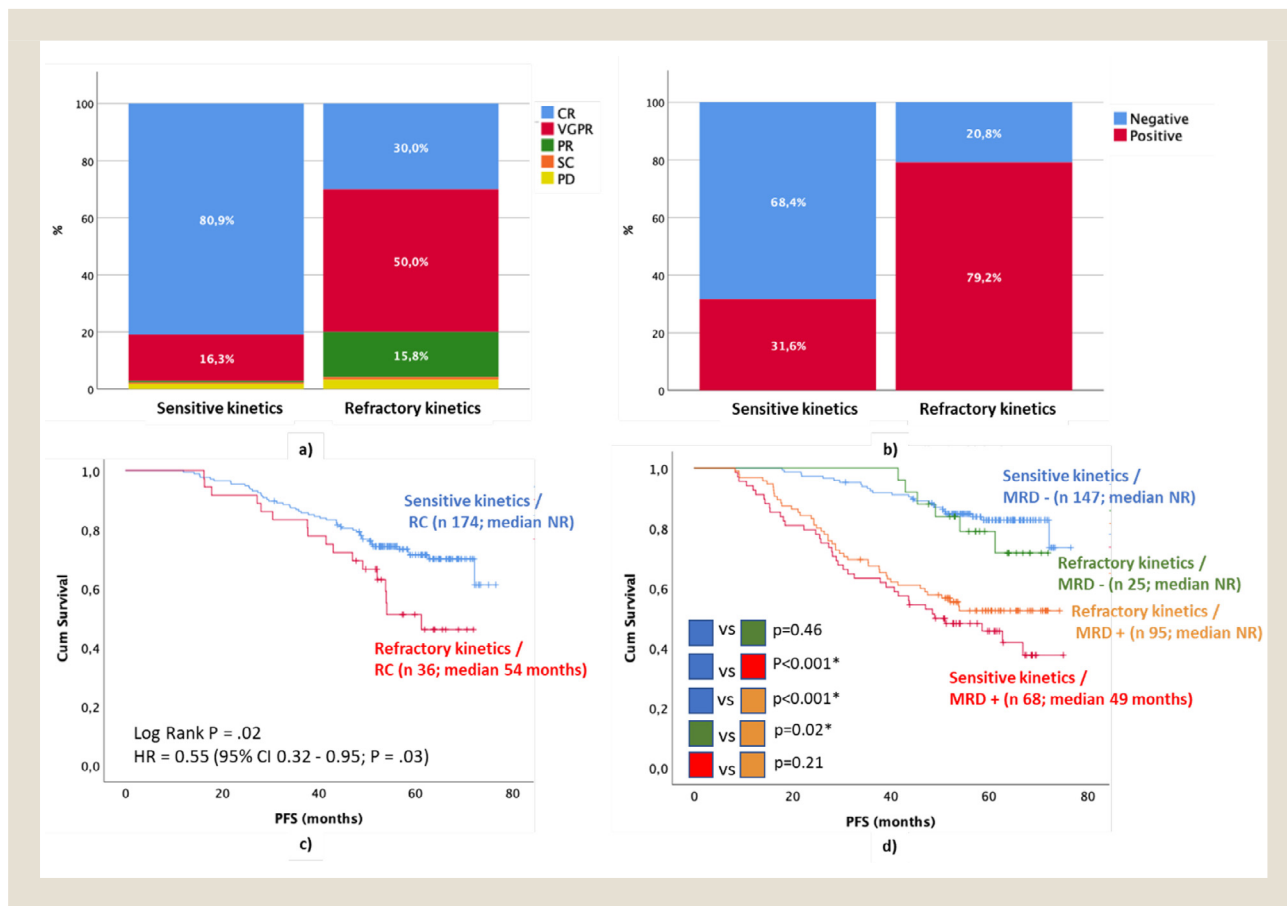 100
80
60
40
20
0
%
80,9%
16,3%
30,0%
50,0%
15,8%
Sensitive kinetics
Refractory kinetics
CR
VGPR
PR
SC
PD
a)
100
80
60
40
20
0
%
68,4%
31,6%
20,8%
79,2%
Sensitive kinetics
Refractory kinetics
Negative
Positive
b)
1,0
0,8
0,6
0,4
0,2
0,0
Cum Survival
Sensitive kinetics /
RC (n 174; median NR)
Refractory kinetics /
RC (n 36; median 54 months)
Log Rank P = .02
HR = 0.55 (95% CI 0.32 - 0.95; P = .03)
0
20
40
60
80
PFS (months)
c)
1,0
0,8
0,6
0,4
0,2
0,0
Cum Survival
Sensitive kinetics /
MRD - (n 147; median NR)
Refractory kinetics /
MRD - (n 25; median NR)
Refractory kinetics /
MRD + (n 95; median NR)
Sensitive kinetics /
MRD + (n 68; median 49 months)
vs p=0.46
vs P<0.001*
vs p<0.001*
vs p=0.02*
vs p=0.21
0
20
40
60
80
PFS (months)
d)